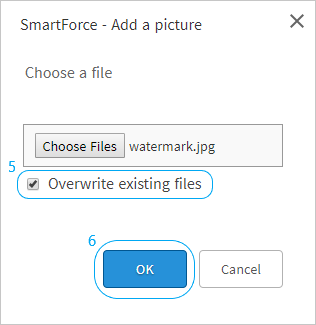 SmartForce - Add a picture
Choose a file
Choose Files watermark.jpg
5
Overwrite existing files
6
OK Cancel